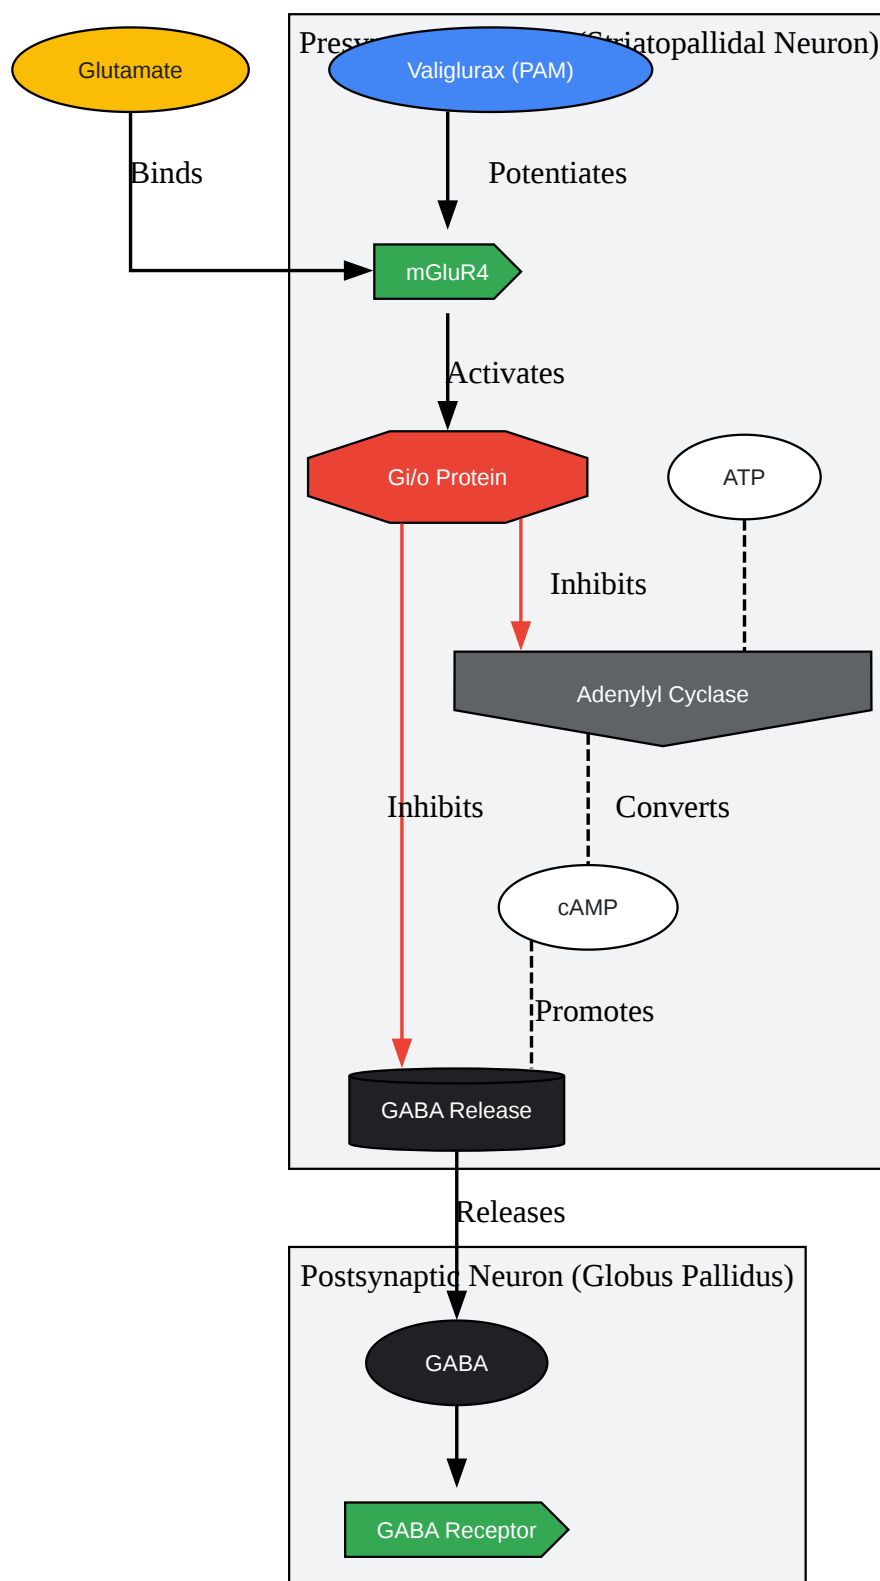 (Striatopallidal Neuron)
Glutamate
Valiglurax (PAM)
Binds
Potentiates
mGluR4
Activates
Gi/o Protein
ATP
Inhibits
Adenylyl Cyclase
Inhibits
Converts
cAMP
Promotes
GABA Release
Releases
Postsynaptic Neuron (Globus Pallidus)
GABA
GABA Receptor